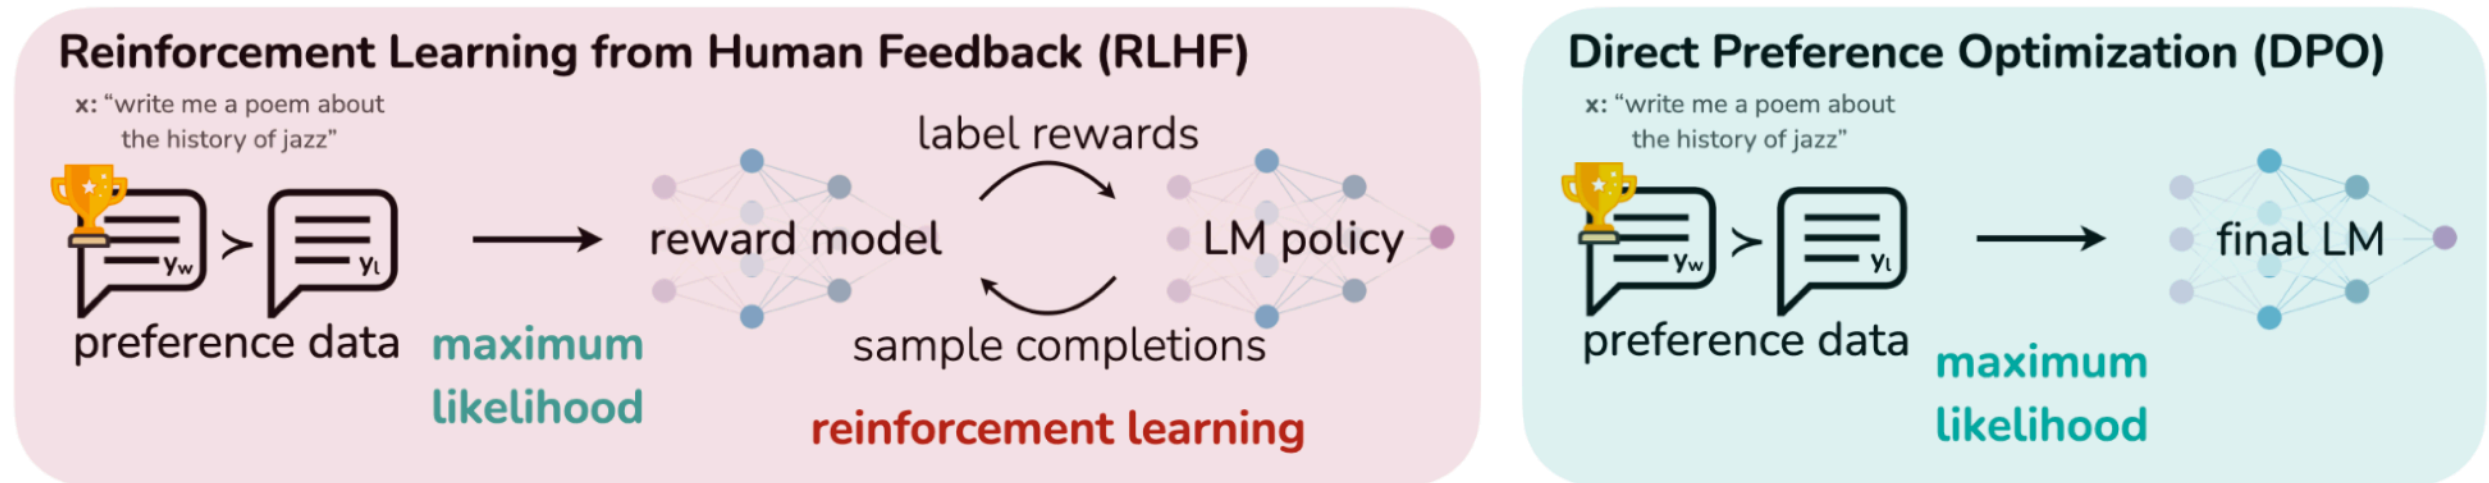 Reinforcement Learning from Human Feedback (RLHF)
x: “write me a poem about
the history of jazz”
label rewards
yw
>
yl
reward model
LM policy
preference data
maximum
likelihood
sample completions
reinforcement learning
Direct Preference Optimization (DPO)
x: “write me a poem about
the history of jazz”
yw
>
yl
final LM
preference data
maximum
likelihood